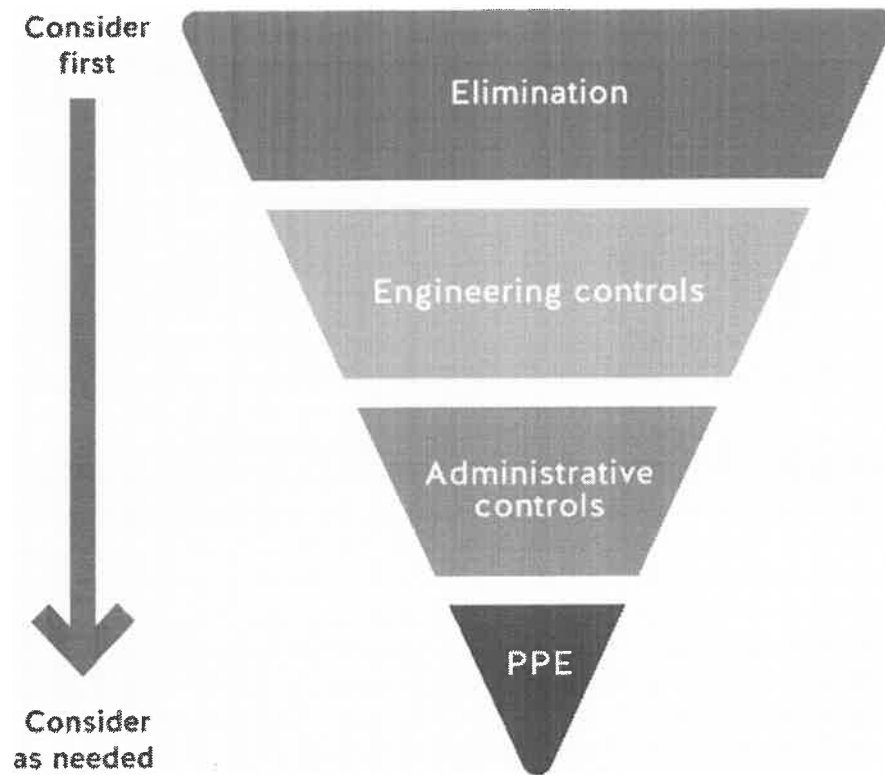 Consider
first
Elimination
Engineering controls
Administrative
controls
PPE
Consider
as needed